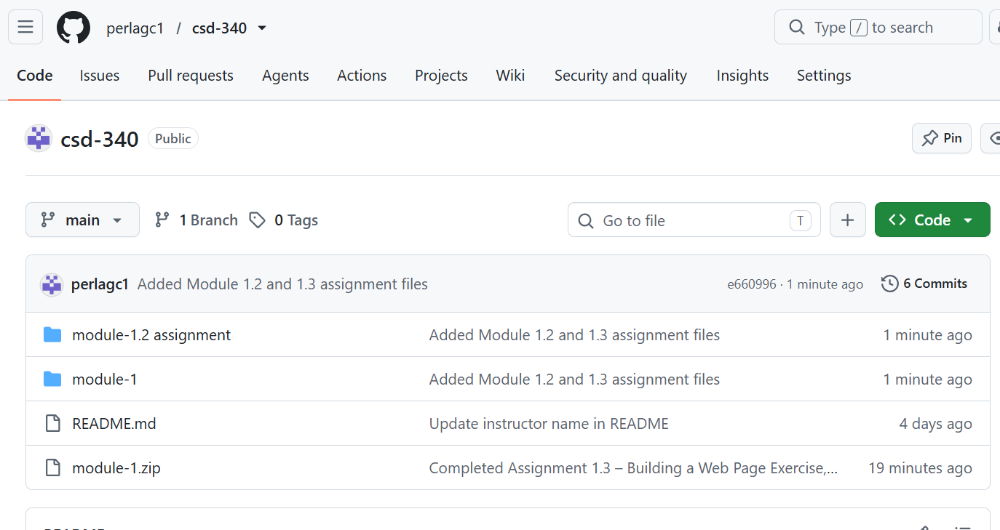 perlagc1 / csd-340
Type / to search
Code Issues Pull requests Agents Actions Projects Wiki Security and quality Insights Settings
csd-340 Public
Pin
main 1 Branch 0 Tags
Go to file T
Code
perlagc1 Added Module 1.2 and 1.3 assignment files e660996 · 1 minute ago 6 Commits
module-1.2 assignment Added Module 1.2 and 1.3 assignment files 1 minute ago
module-1 Added Module 1.2 and 1.3 assignment files 1 minute ago
README.md Update instructor name in README 4 days ago
module-1.zip Completed Assignment 1.3 – Building a Web Page Exercise,... 19 minutes ago